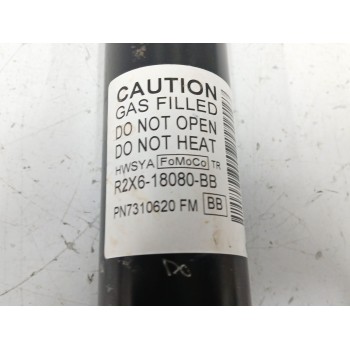 CAUTION
GAS FILLED
DO NOT OPEN
DO NOT HEAT
HWSYA FoMoCo TR
R2X6-18080-BB
PN7310620 FM BB